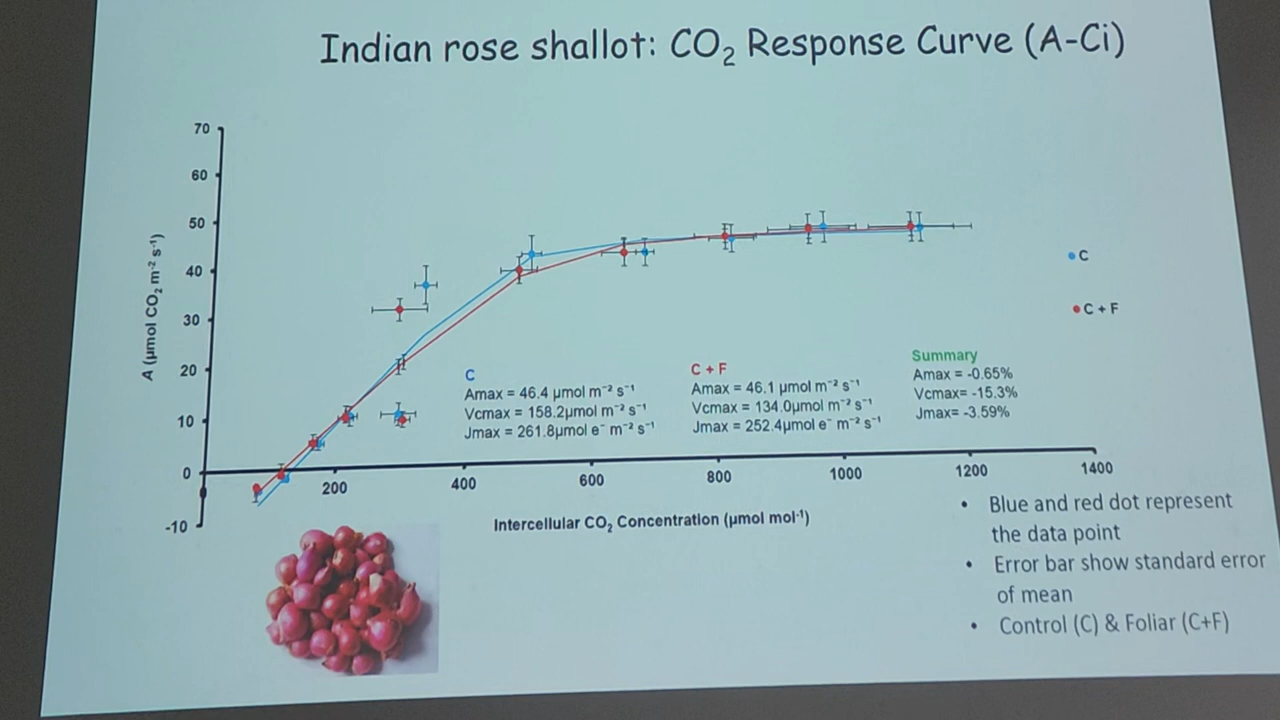 Indian rose shallot: CO₂ Response Curve (A-Ci)
70
60
50
40
30
20
10
0
-10
A (µmol CO₂ m⁻² s⁻¹)
200
400
600
800
1000
1200
1400
Intercellular CO₂ Concentration (µmol mol⁻¹)
C
C + F
C
Amax = 46.4 µmol m⁻² s⁻¹
Vcmax = 158.2µmol m⁻² s⁻¹
Jmax = 261.8µmol e⁻ m⁻² s⁻¹
C + F
Amax = 46.1 µmol m⁻² s⁻¹
Vcmax = 134.0µmol m⁻² s⁻¹
Jmax = 252.4µmol e⁻ m⁻² s⁻¹
Summary
Amax = -0.65%
Vcmax= -15.3%
Jmax= -3.59%
• Blue and red dot represent
the data point
• Error bar show standard error
of mean
• Control (C) & Foliar (C+F)